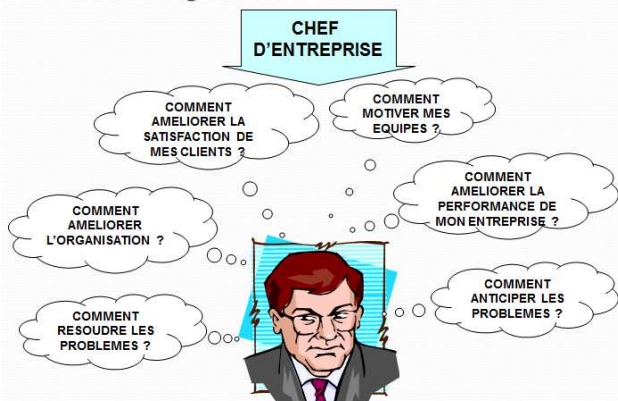 CHEF
D'ENTREPRISE
COMMENT
AMELIORER LA
SATISFACTION DE
MES CLIENTS ?
COMMENT
MOTIVER MES
EQUIPES ?
COMMENT
AMELIORER
L'ORGANISATION ?
COMMENT
AMELIORER LA
PERFORMANCE DE
MON ENTREPRISE ?
COMMENT
RESOUDRE LES
PROBLEMES ?
COMMENT
ANTICIPER LES
PROBLEMES ?